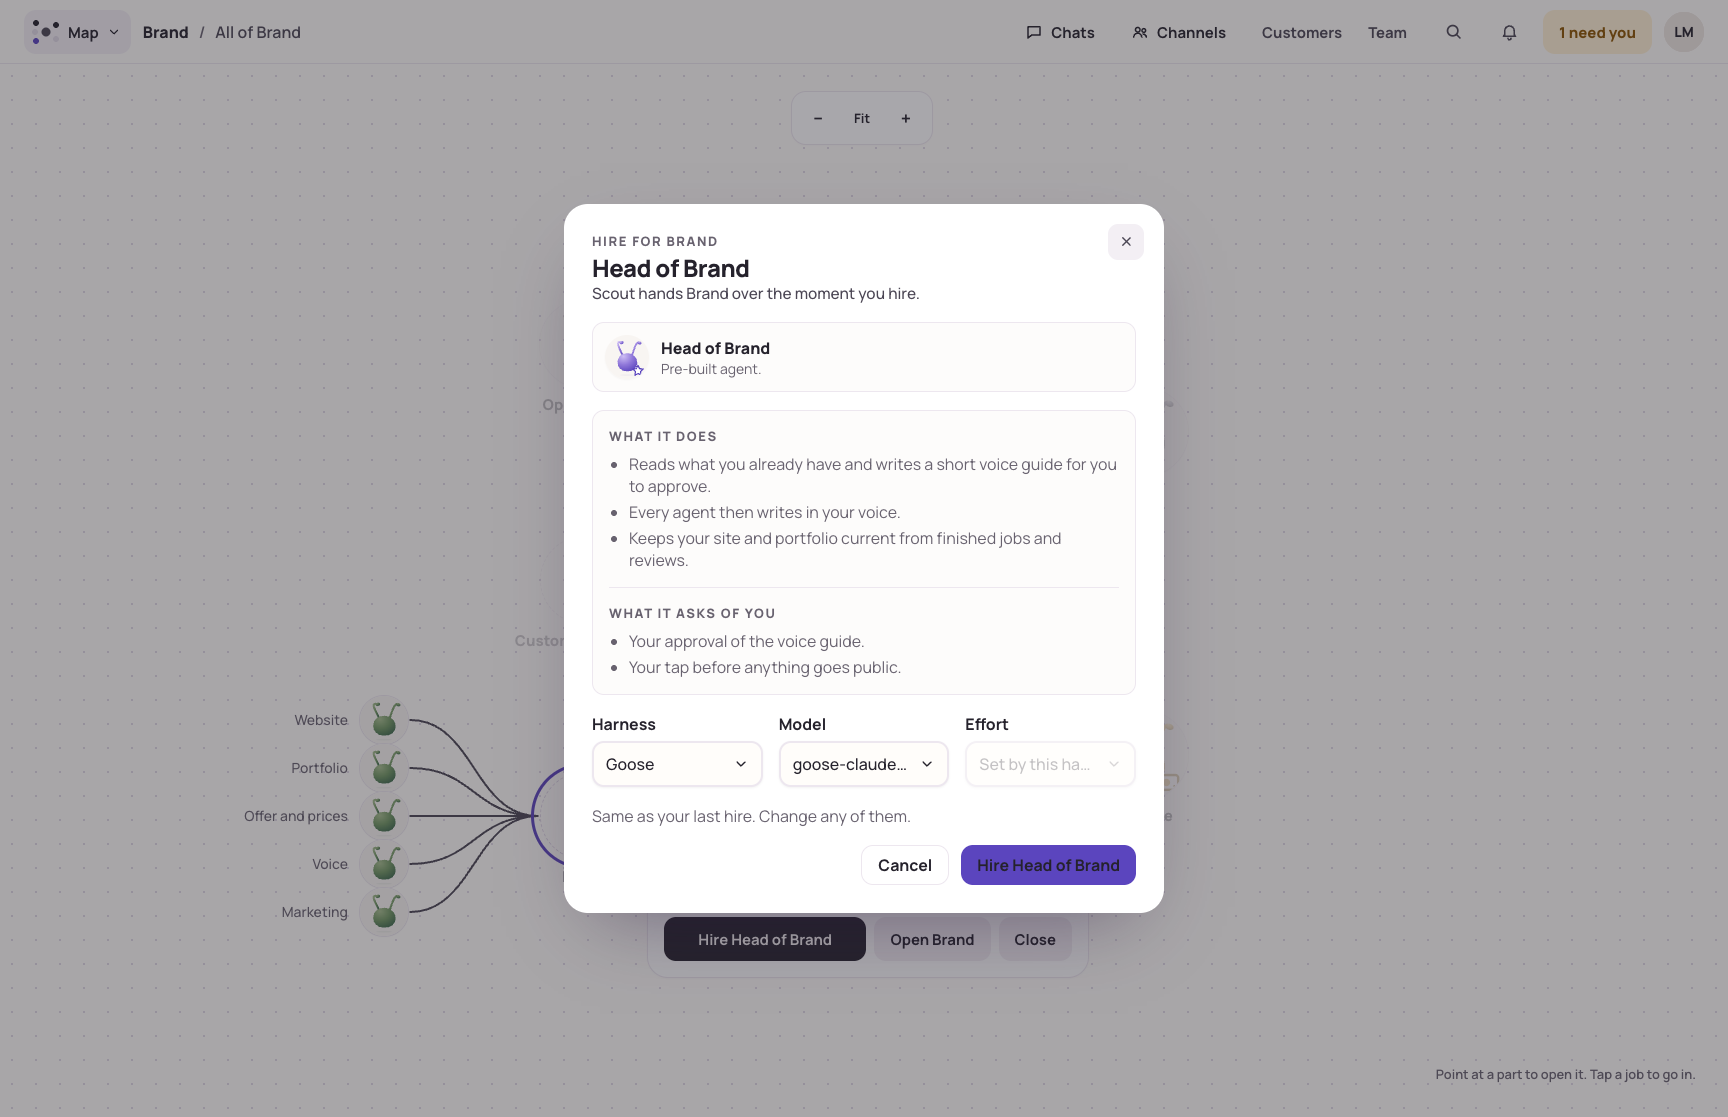 Map
Brand / All of Brand
Chats
Channels
Customers
Team
1 need you
LM
− Fit +
HIRE FOR BRAND
Head of Brand
Scout hands Brand over the moment you hire.
Head of Brand
Pre-built agent.
WHAT IT DOES
Reads what you already have and writes a short voice guide for you
to approve.
Every agent then writes in your voice.
Keeps your site and portfolio current from finished jobs and
reviews.
WHAT IT ASKS OF YOU
Your approval of the voice guide.
Your tap before anything goes public.
Harness
Model
Effort
Goose
goose-claude...
Set by this ha...
Same as your last hire. Change any of them.
Cancel
Hire Head of Brand
Website
Portfolio
Offer and prices
Voice
Marketing
Hire Head of Brand
Open Brand
Close
Point at a part to open it. Tap a job to go in.